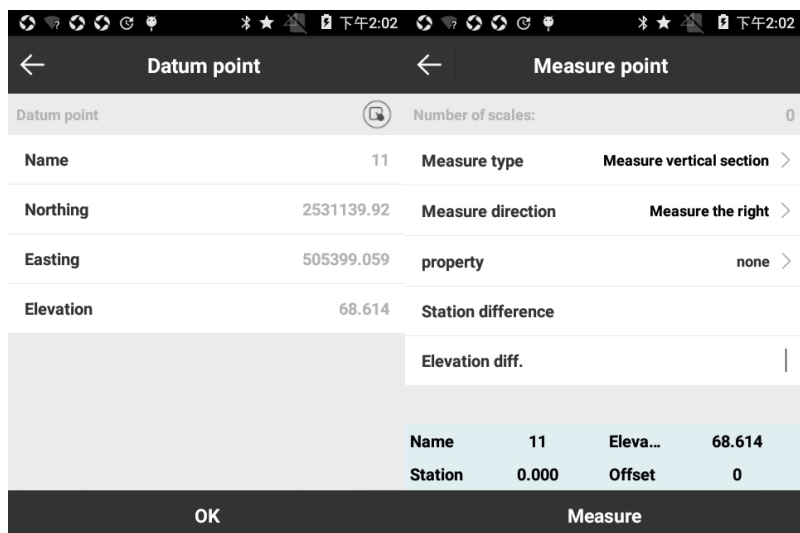 下午2:02
Datum point
Datum point
Name 11
Northing 2531139.92
Easting 505399.059
Elevation 68.614
OK
下午2:02
Measure point
Number of scales: 0
Measure type Measure vertical section
Measure direction Measure the right
property none
Station difference
Elevation diff.
Name 11 Eleva... 68.614
Station 0.000 Offset 0
Measure